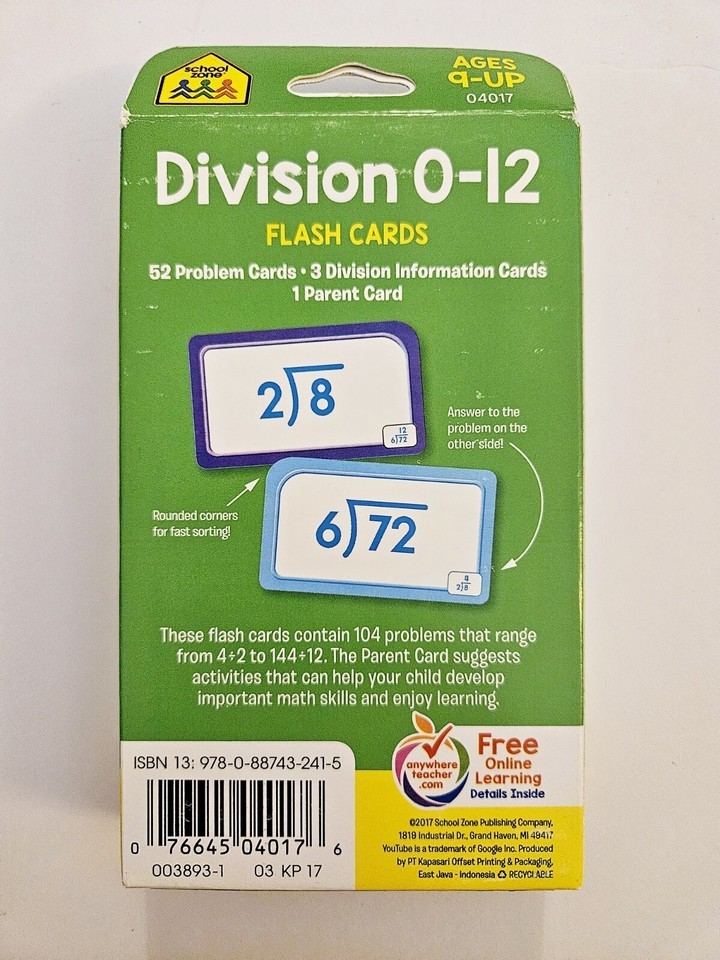 school
zone®
AGES
9-UP
04017
Division 0-12
FLASH CARDS
52 Problem Cards • 3 Division Information Cards
1 Parent Card
2)8
12
6)72
Answer to the
problem on the
other side!
Rounded corners
for fast sorting!
6)72
4
2)8
These flash cards contain 104 problems that range
from 4÷2 to 144÷12. The Parent Card suggests
activities that can help your child develop
important math skills and enjoy learning.
ISBN 13: 978-0-88743-241-5
0 76645 04017 6
003893-1 03 KP 17
anywhere
teacher
.com
Free
Online
Learning
Details Inside
©2017 School Zone Publishing Company,
1819 Industrial Dr., Grand Haven, MI 49417
YouTube is a trademark of Google Inc. Produced
by PT Kapasari Offset Printing & Packaging,
East Java - Indonesia ♻ RECYCLABLE